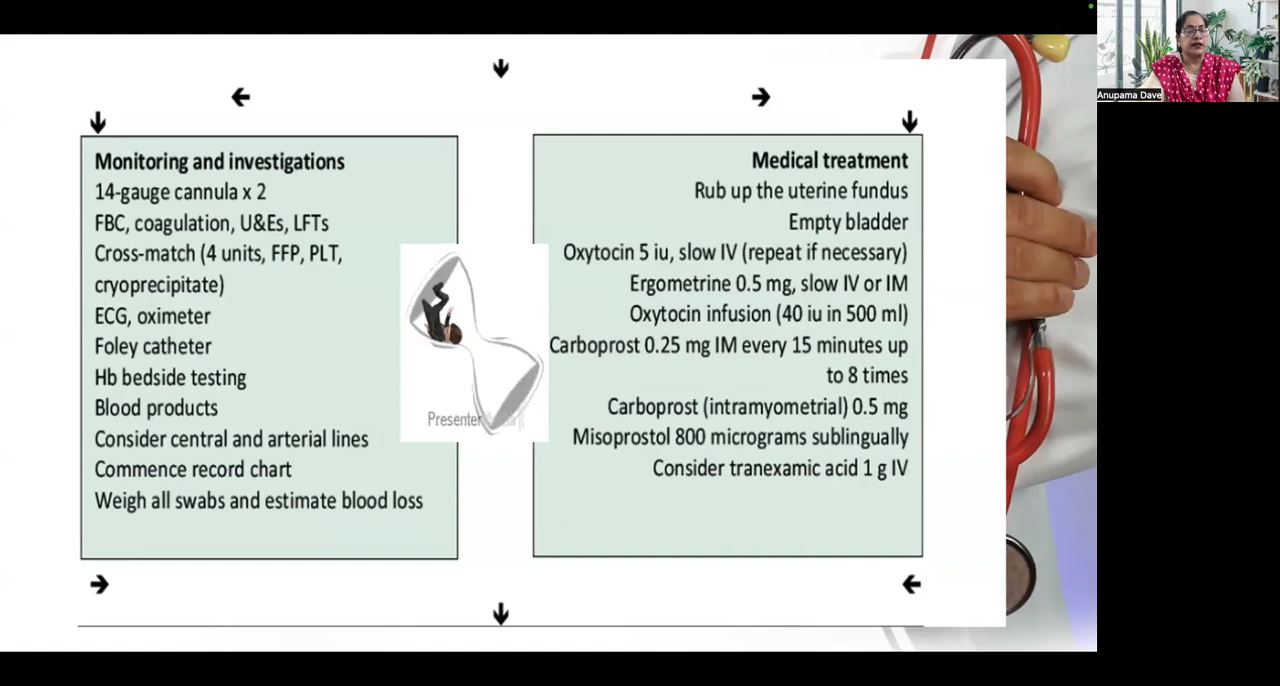 Anupama Dave
Monitoring and investigations
14-gauge cannula x 2
FBC, coagulation, U&Es, LFTs
Cross-match (4 units, FFP, PLT,
cryoprecipitate)
ECG, oximeter
Foley catheter
Hb bedside testing
Blood products
Consider central and arterial lines
Commence record chart
Weigh all swabs and estimate blood loss
Presenter
Medical treatment
Rub up the uterine fundus
Empty bladder
Oxytocin 5 iu, slow IV (repeat if necessary)
Ergometrine 0.5 mg, slow IV or IM
Oxytocin infusion (40 iu in 500 ml)
Carboprost 0.25 mg IM every 15 minutes up
to 8 times
Carboprost (intramyometrial) 0.5 mg
Misoprostol 800 micrograms sublingually
Consider tranexamic acid 1 g IV